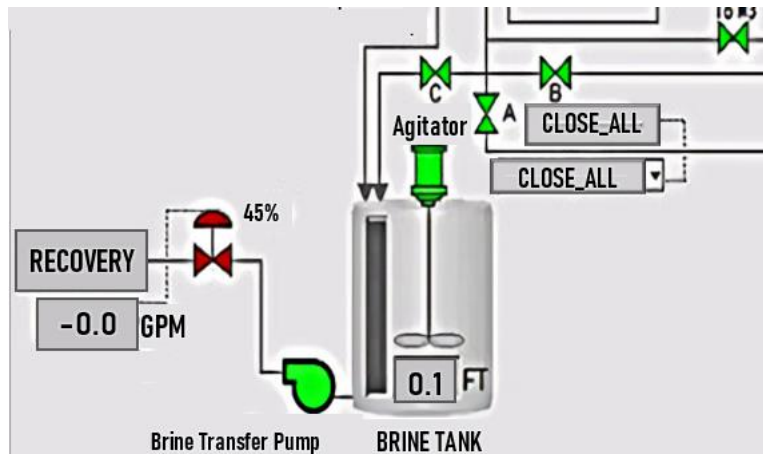 C
B
A
Agitator
CLOSE_ALL
CLOSE_ALL
45%
RECOVERY
-0.0 GPM
0.1 FT
Brine Transfer Pump
BRINE TANK